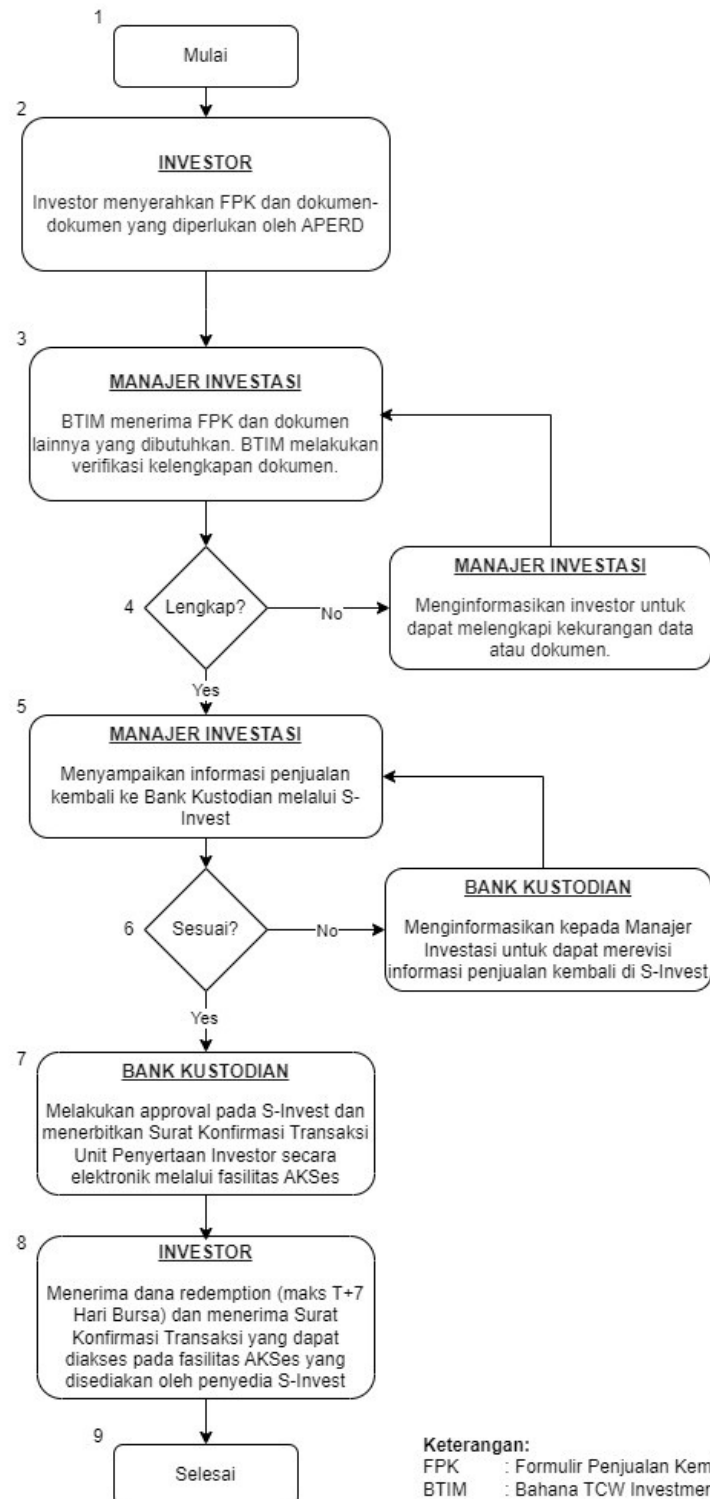 1
Mulai
2
INVESTOR
Investor menyerahkan FPK dan dokumen-
dokumen yang diperlukan oleh APERD
3
MANAJER INVESTASI
BTIM menerima FPK dan dokumen
lainnya yang dibutuhkan. BTIM melakukan
verifikasi kelengkapan dokumen.
4
Lengkap?
No
MANAJER INVESTASI
Menginformasikan investor untuk
dapat melengkapi kekurangan data
atau dokumen.
Yes
5
MANAJER INVESTASI
Menyampaikan informasi penjualan
kembali ke Bank Kustodian melalui S-
Invest
6
Sesuai?
No
BANK KUSTODIAN
Menginformasikan kepada Manajer
Investasi untuk dapat merevisi
informasi penjualan kembali di S-Invest
Yes
7
BANK KUSTODIAN
Melakukan approval pada S-Invest dan
menerbitkan Surat Konfirmasi Transaksi
Unit Penyertaan Investor secara
elektronik melalui fasilitas AKSes
8
INVESTOR
Menerima dana redemption (maks T+7
Hari Bursa) dan menerima Surat
Konfirmasi Transaksi yang dapat
diakses pada fasilitas AKSes yang
disediakan oleh penyedia S-Invest
9
Selesai
Keterangan:
FPK : Formulir Penjualan
BTIM : Bahana TCW